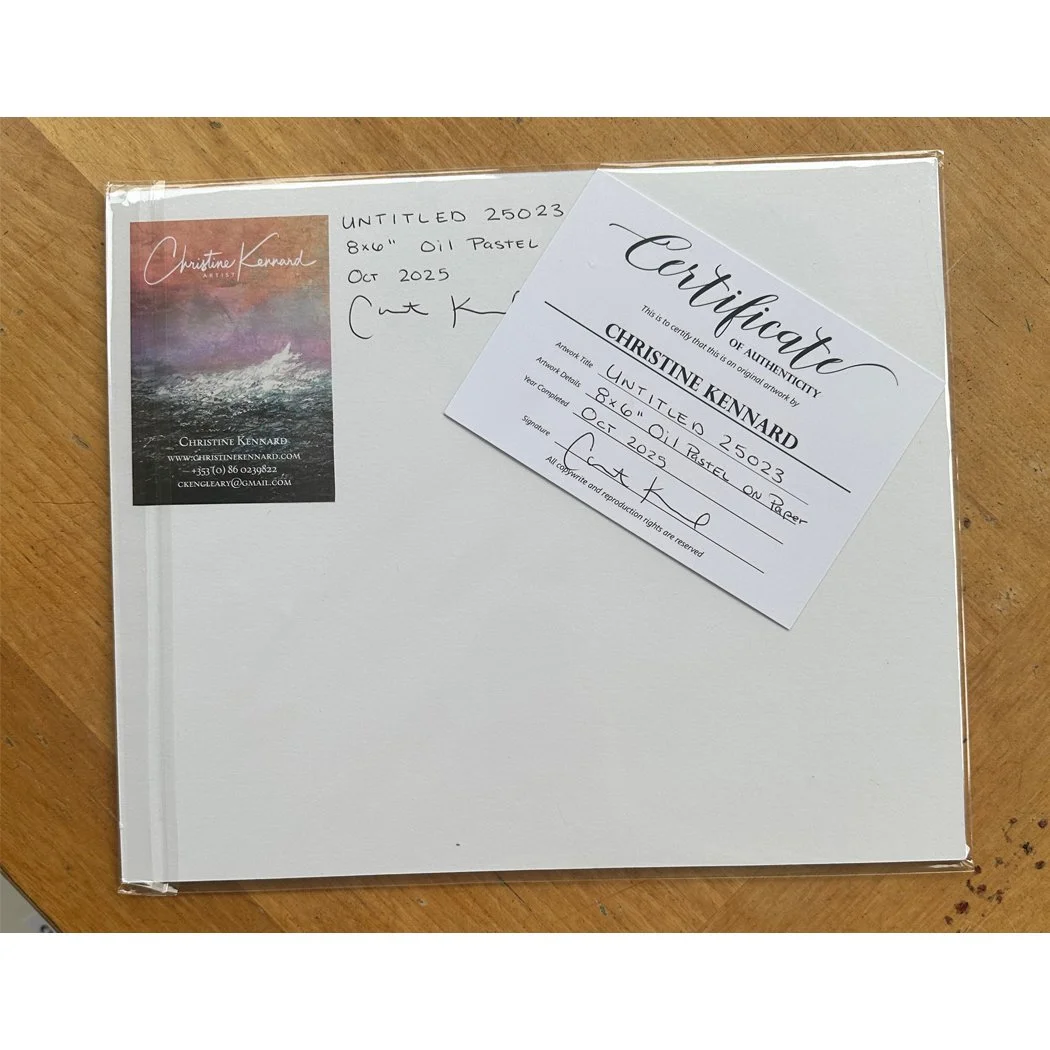 Christine Kennard
ARTIST
CHRISTINE KENNARD
WWW.CHRISTINEKENNARD.COM
+353 (0) 86 0239822
CKENGLEARY@GMAIL.COM
UNTITLED 25023
8x6" Oil PASTEL
OCT 2025
Certificate
OF AUTHENTICITY
This is to certify that this is an original artwork by
CHRISTINE KENNARD
Artwork Title UNTITLED 25023
Artwork Details 8x6" Oil PASTEL ON Paper
Year Completed OCT 2025
Signature
All copywrite and reproduction rights are reserved